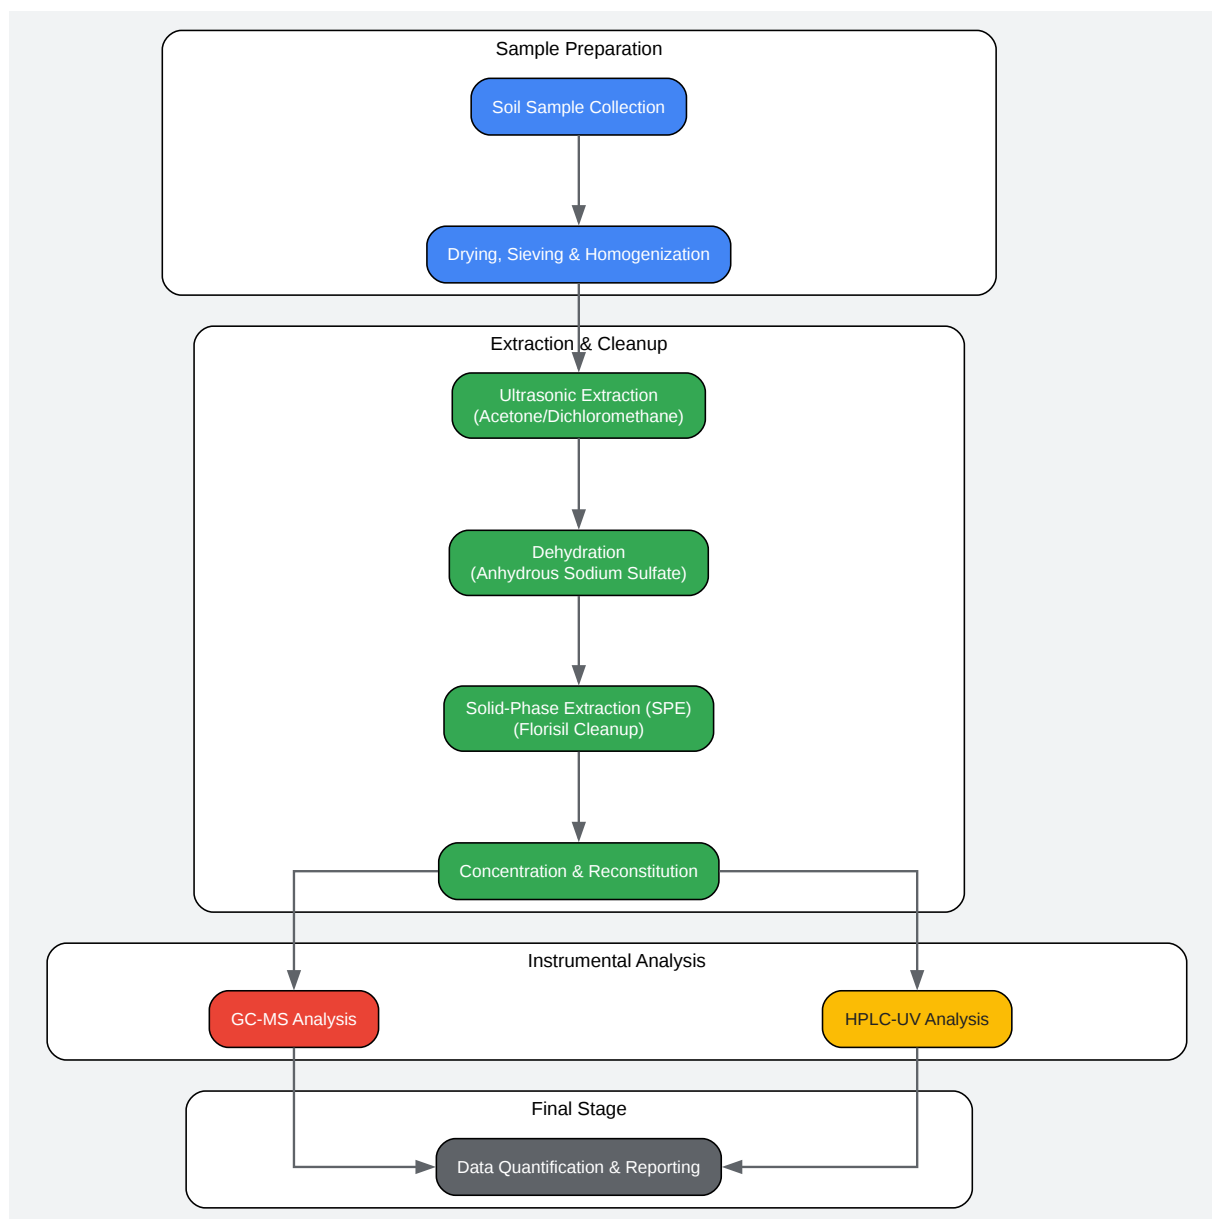 Sample Preparation
Soil Sample Collection
Drying, Sieving & Homogenization
Extraction & Cleanup
Ultrasonic Extraction
(Acetone/Dichloromethane)
Dehydration
(Anhydrous Sodium Sulfate)
Solid-Phase Extraction (SPE)
(Florisil Cleanup)
Concentration & Reconstitution
Instrumental Analysis
GC-MS Analysis
HPLC-UV Analysis
Final Stage
Data Quantification & Reporting